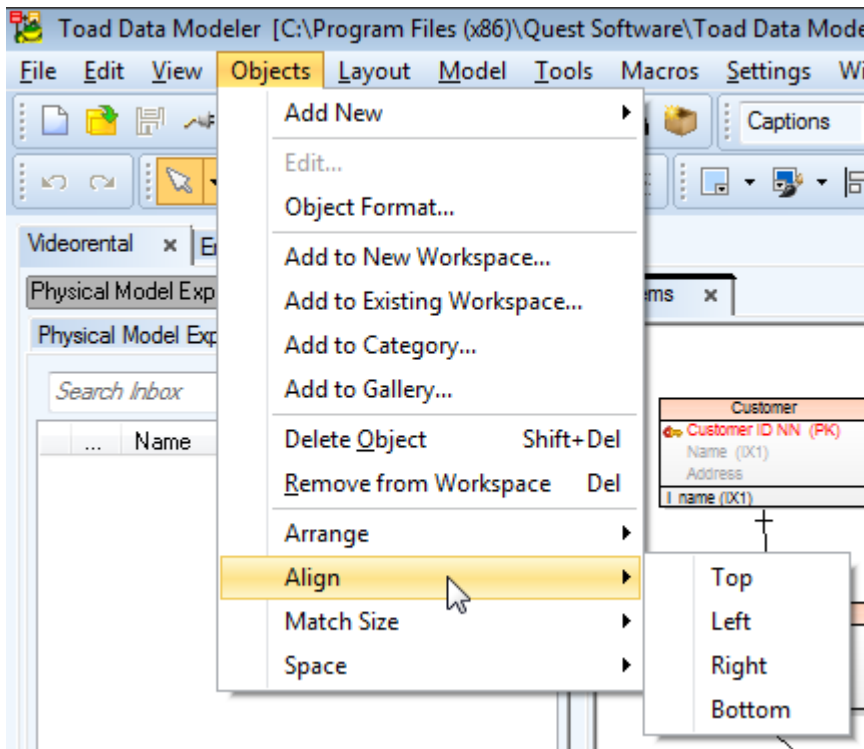 Toad Data Modeler [C:\Program Files (x86)\Quest Software\Toad Data Mode
File Edit View Objects Layout Model Tools Macros Settings Wi
Captions
Add New
Edit...
Object Format...
Videorental
Add to New Workspace...
Physical Model Exp
Add to Existing Workspace...
ems
Physical Model Exp
Add to Category...
Search Inbox
Add to Gallery...
... Name
Delete Object Shift+Del
Remove from Workspace Del
Customer
Customer ID NN (PK)
Name (IX1)
Address
I name (IX1)
Arrange
Align
Match Size
Space
Top
Left
Right
Bottom